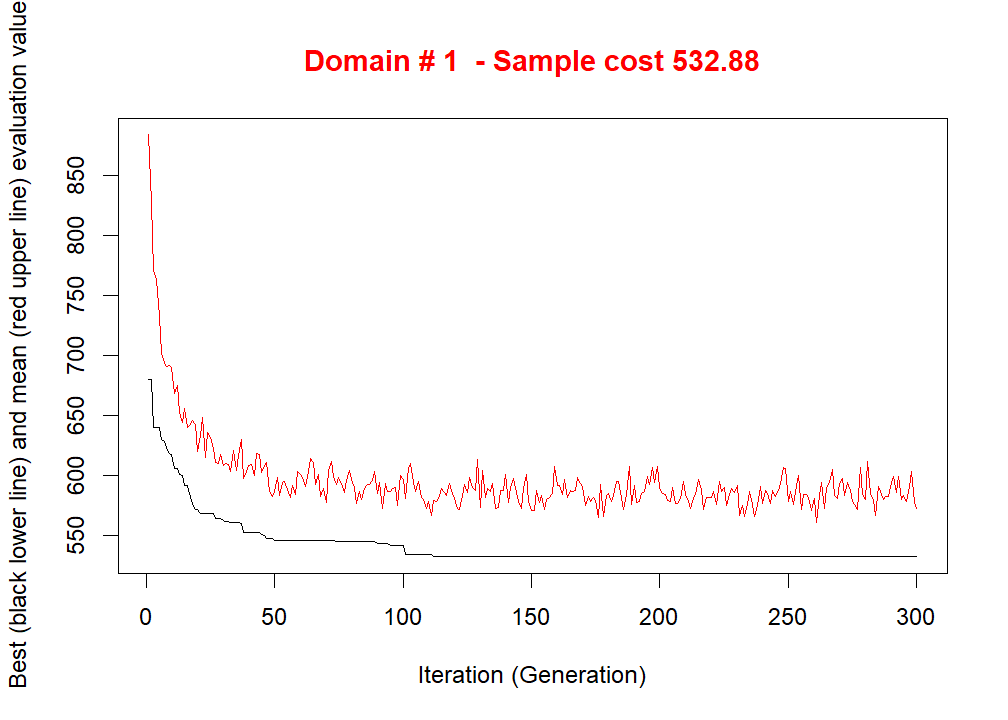 Domain # 1 - Sample cost 532.88
Best (black lower line) and mean (red upper line) evaluation value
850
800
750
700
650
600
550
0 50 100 150 200 250 300
Iteration (Generation)